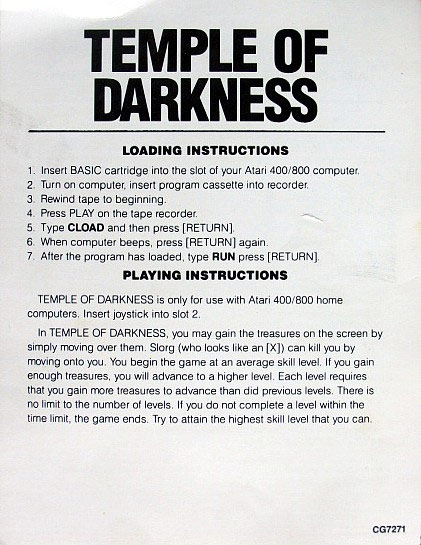 TEMPLE OF
DARKNESS
LOADING INSTRUCTIONS
1. Insert BASIC cartridge into the slot of your Atari 400/800 computer.
2. Turn on computer, insert program cassette into recorder.
3. Rewind tape to beginning.
4. Press PLAY on the tape recorder.
5. Type CLOAD and then press [RETURN].
6. When computer beeps, press [RETURN] again.
7. After the program has loaded, type RUN press [RETURN].
PLAYING INSTRUCTIONS
TEMPLE OF DARKNESS is only for use with Atari 400/800 home
computers. Insert joystick into slot 2.
In TEMPLE OF DARKNESS, you may gain the treasures on the screen by
simply moving over them. Slorg (who looks like an [X]) can kill you by
moving onto you. You begin the game at an average skill level. If you gain
enough treasures, you will advance to a higher level. Each level requires
that you gain more treasures to advance than did previous levels. There is
no limit to the number of levels. If you do not complete a level within the
time limit, the game ends. Try to attain the highest skill level that you can.
CG7271